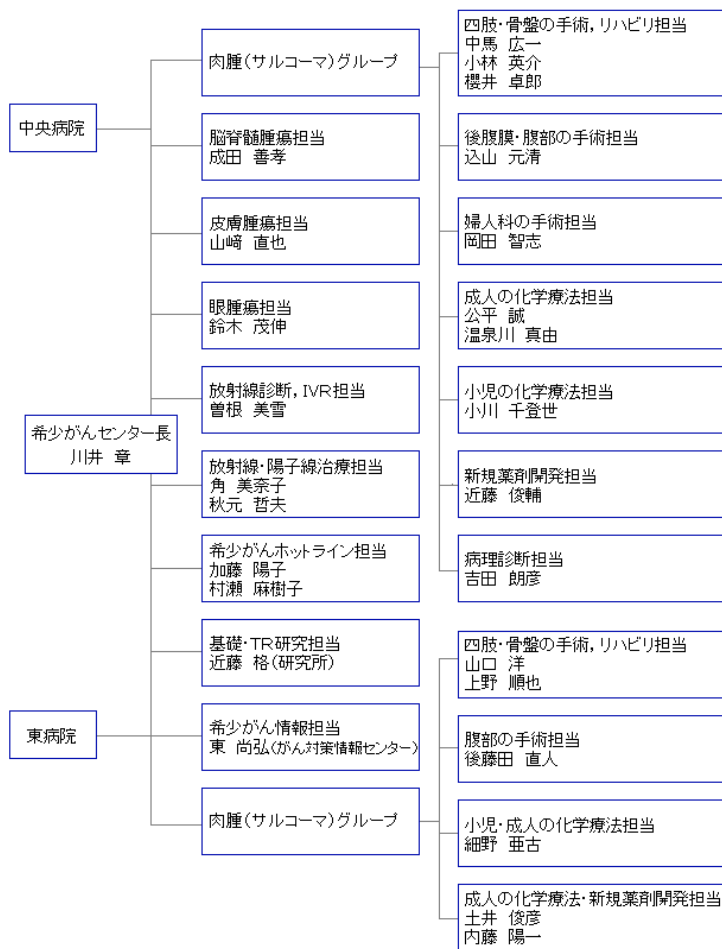 中央病院
希少がんセンター長
川井 章
東病院
肉腫(サルコーマ)グループ
脳脊髄腫瘍担当
成田 善孝
皮膚腫瘍担当
山﨑 直也
眼腫瘍担当
鈴木 茂伸
放射線診断, IVR担当
曽根 美雪
放射線・陽子線治療担当
角 美奈子
秋元 哲夫
希少がんホットライン担当
加藤 陽子
村瀬 麻樹子
基礎・TR研究担当
近藤 格(研究所)
希少がん情報担当
東 尚弘(がん対策情報センター)
肉腫(サルコーマ)グループ
四肢・骨盤の手術, リハビリ担当
中馬 広一
小林 英介
櫻井 卓郎
後腹膜・腹部の手術担当
込山 元清
婦人科の手術担当
岡田 智志
成人の化学療法担当
公平 誠
温泉川 真由
小児の化学療法担当
小川 千登世
新規薬剤開発担当
近藤 俊輔
病理診断担当
吉田 朗彦
四肢・骨盤の手術, リハビリ担当
山口 洋
上野 順也
腹部の手術担当
後藤田 直人
小児・成人の化学療法担当
細野 亜古
成人の化学療法・新規薬剤開発担当
土井 俊彦
内藤 陽一